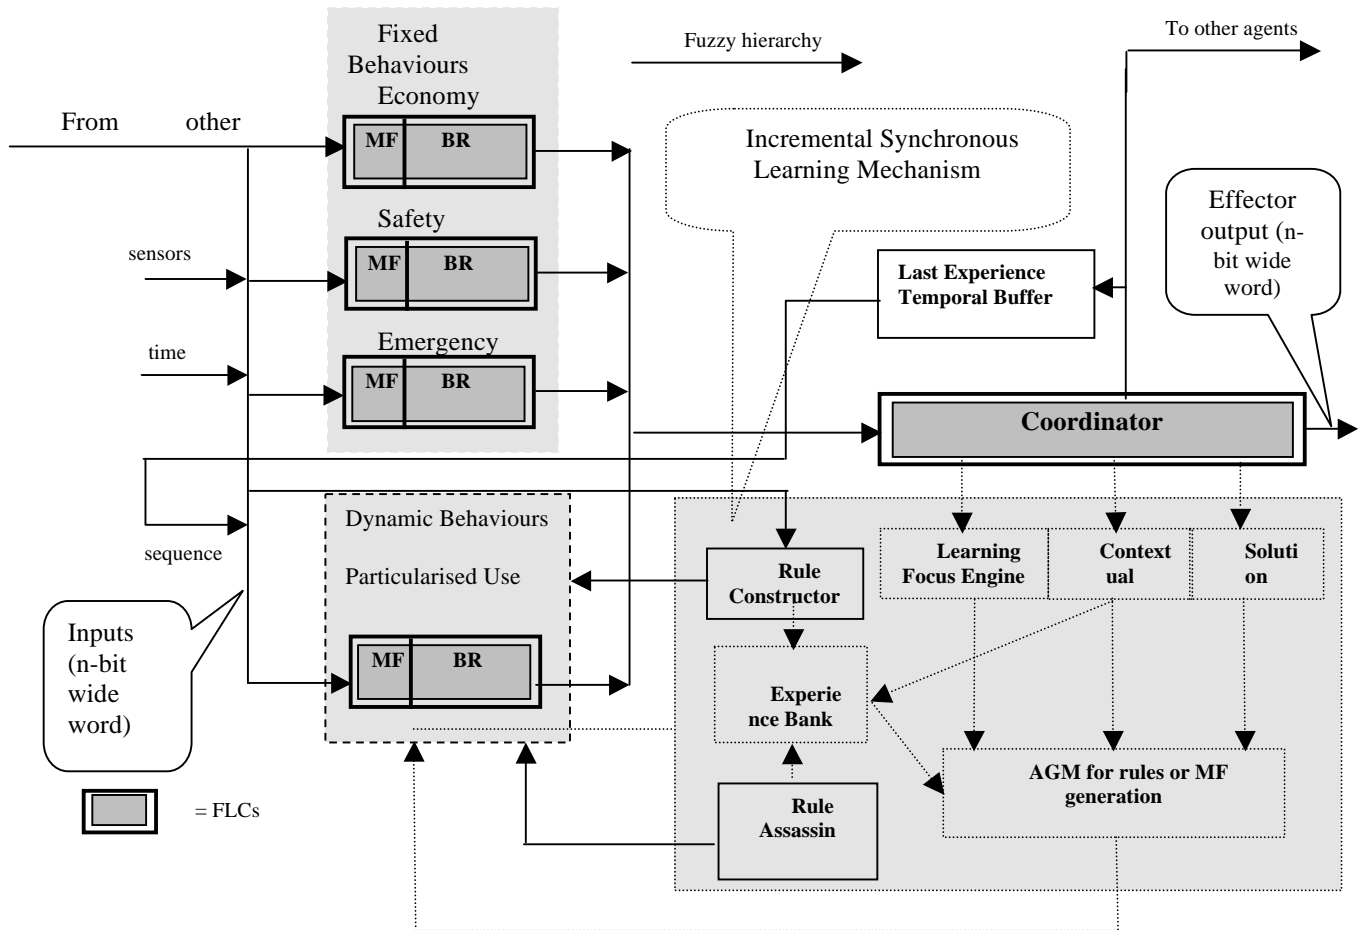 Fixed
Behaviours
Economy
Fuzzy hierarchy
To other agents
From other
MF BR
Incremental Synchronous
Learning Mechanism
Effector
output (n-
bit wide
word)
Safety
sensors
MF BR
Last Experience
Temporal Buffer
Emergency
time
MF BR
Coordinator
Dynamic Behaviours
sequence
Particularised Use
Learning
Focus Engine
Context
ual
Soluti
on
Rule
Constructor
Inputs
(n-bit
wide
word)
MF BR
Experie
nce Bank
AGM for rules or MF
generation
Rule
Assassin
= FLCs